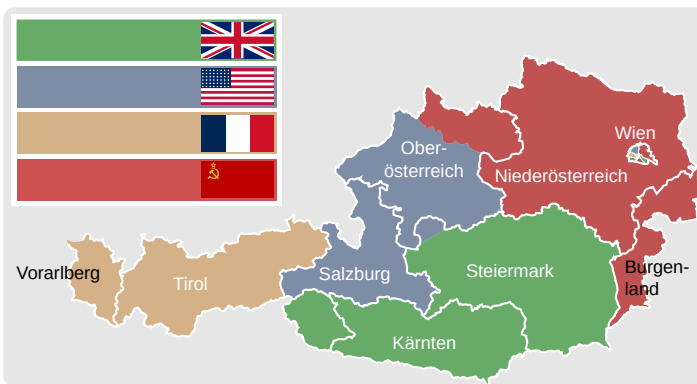 Wien
Ober-
österreich
Niederösterreich
Vorarlberg
Tirol
Salzburg
Steiermark
Burgen-
land
Kärnten